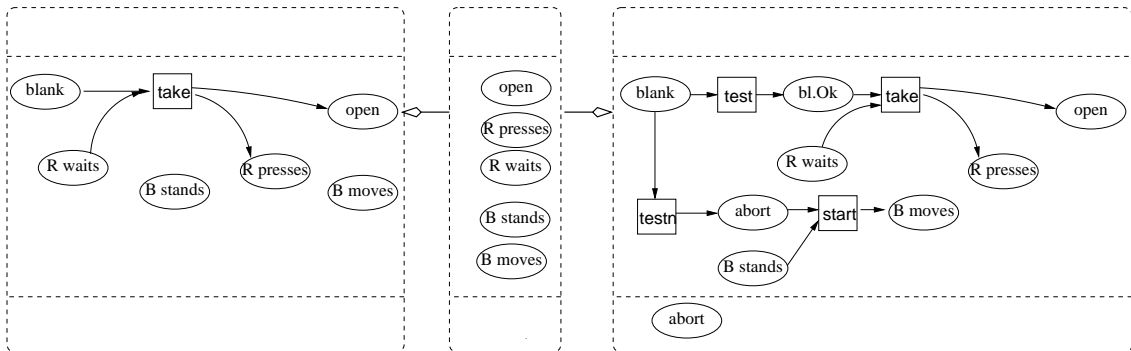 blank
take
open
R waits
R presses
B stands
B moves
open
R presses
R waits
B stands
B moves
blank
test
bl.Ok
take
open
R waits
R presses
testn
abort
start
B moves
B stands
abort